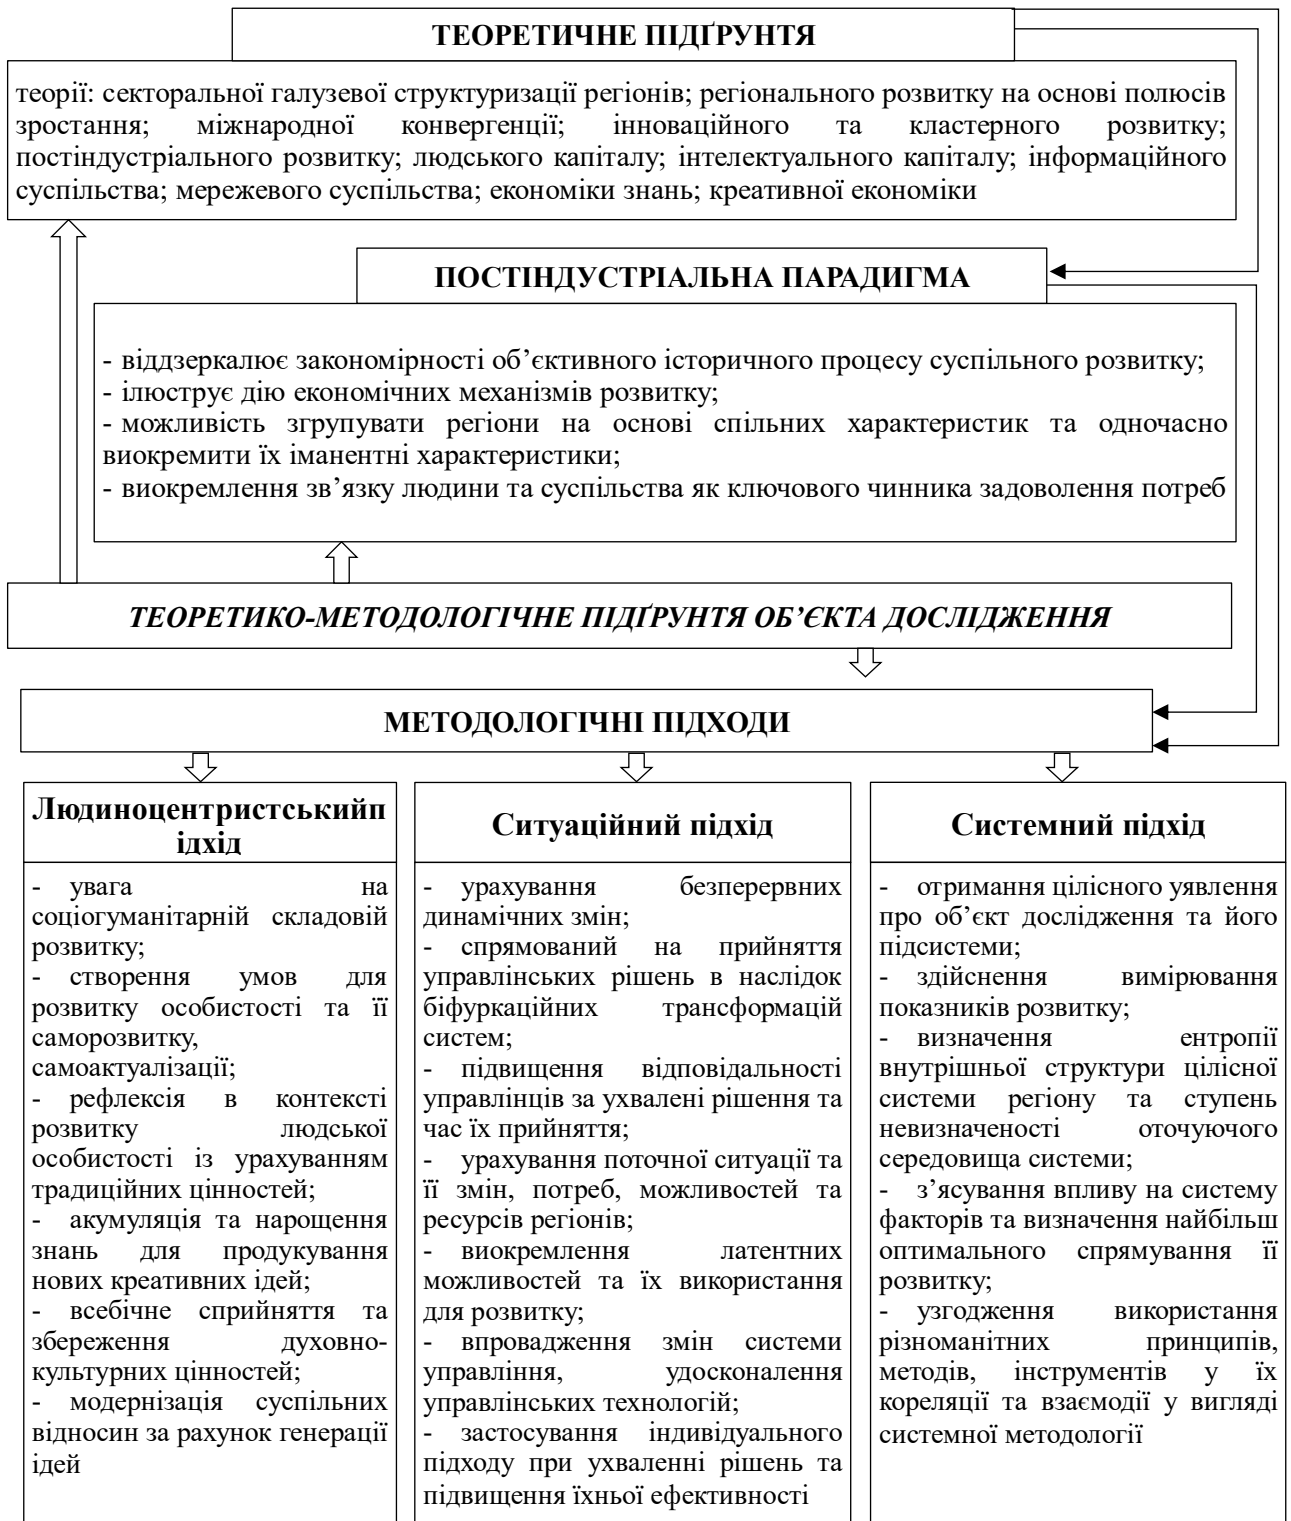 ТЕОРЕТИЧНЕ ПІДҐРУНТЯ
теорії: секторальної галузевої структуризації регіонів; регіонального розвитку на основі полюсів
зростання; міжнародної конвергенції; інноваційного та кластерного розвитку;
постіндустріального розвитку; людського капіталу; інтелектуального капіталу; інформаційного
суспільства; мережевого суспільства; економіки знань; креативної економіки
ПОСТІНДУСТРІАЛЬНА ПАРАДИГМА
- віддзеркалює закономірності об’єктивного історичного процесу суспільного розвитку;
- ілюструє дію економічних механізмів розвитку;
- можливість згрупувати регіони на основі спільних характеристик та одночасно
виокремити їх іманентні характеристики;
- виокремлення зв’язку людини та суспільства як ключового чинника задоволення потреб
ТЕОРЕТИКО-МЕТОДОЛОГІЧНЕ ПІДҐРУНТЯ ОБ’ЄКТА ДОСЛІДЖЕННЯ
МЕТОДОЛОГІЧНІ ПІДХОДИ
Людиноцентристськийп
ідхід
- увага на
соціогуманітарній складовій
розвитку;
- створення умов для
розвитку особистості та її
саморозвитку,
самоактуалізації;
- рефлексія в контексті
розвитку людської
особистості із урахуванням
традиційних цінностей;
- акумуляція та нарощення
знань для продукування
нових креативних ідей;
- всебічне сприйняття та
збереження духовно-
культурних цінностей;
- модернізація суспільних
відносин за рахунок генерації
ідей
Ситуаційний підхід
- урахування безперервних
динамічних змін;
- спрямований на прийняття
управлінських рішень в наслідок
біфуркаційних трансформацій
систем;
- підвищення відповідальності
управлінців за ухвалені рішення та
час їх прийняття;
- урахування поточної ситуації та
її змін, потреб, можливостей та
ресурсів регіонів;
- виокремлення латентних
можливостей та їх використання
для розвитку;
- впровадження змін системи
управління, удосконалення
управлінських технологій;
- застосування індивідуального
підходу при ухваленні рішень та
підвищення їхньої ефективності
Системний підхід
- отримання цілісного уявлення
про об’єкт дослідження та його
підсистеми;
- здійснення вимірювання
показників розвитку;
- визначення ентропії
внутрішньої структури цілісної
системи регіону та ступень
невизначеності оточуючого
середовища системи;
- з’ясування впливу на систему
факторів та визначення найбільш
оптимального спрямування її
розвитку;
- узгодження використання
різноманітних принципів,
методів, інструментів у їх
кореляції та взаємодії у вигляді
системної методології